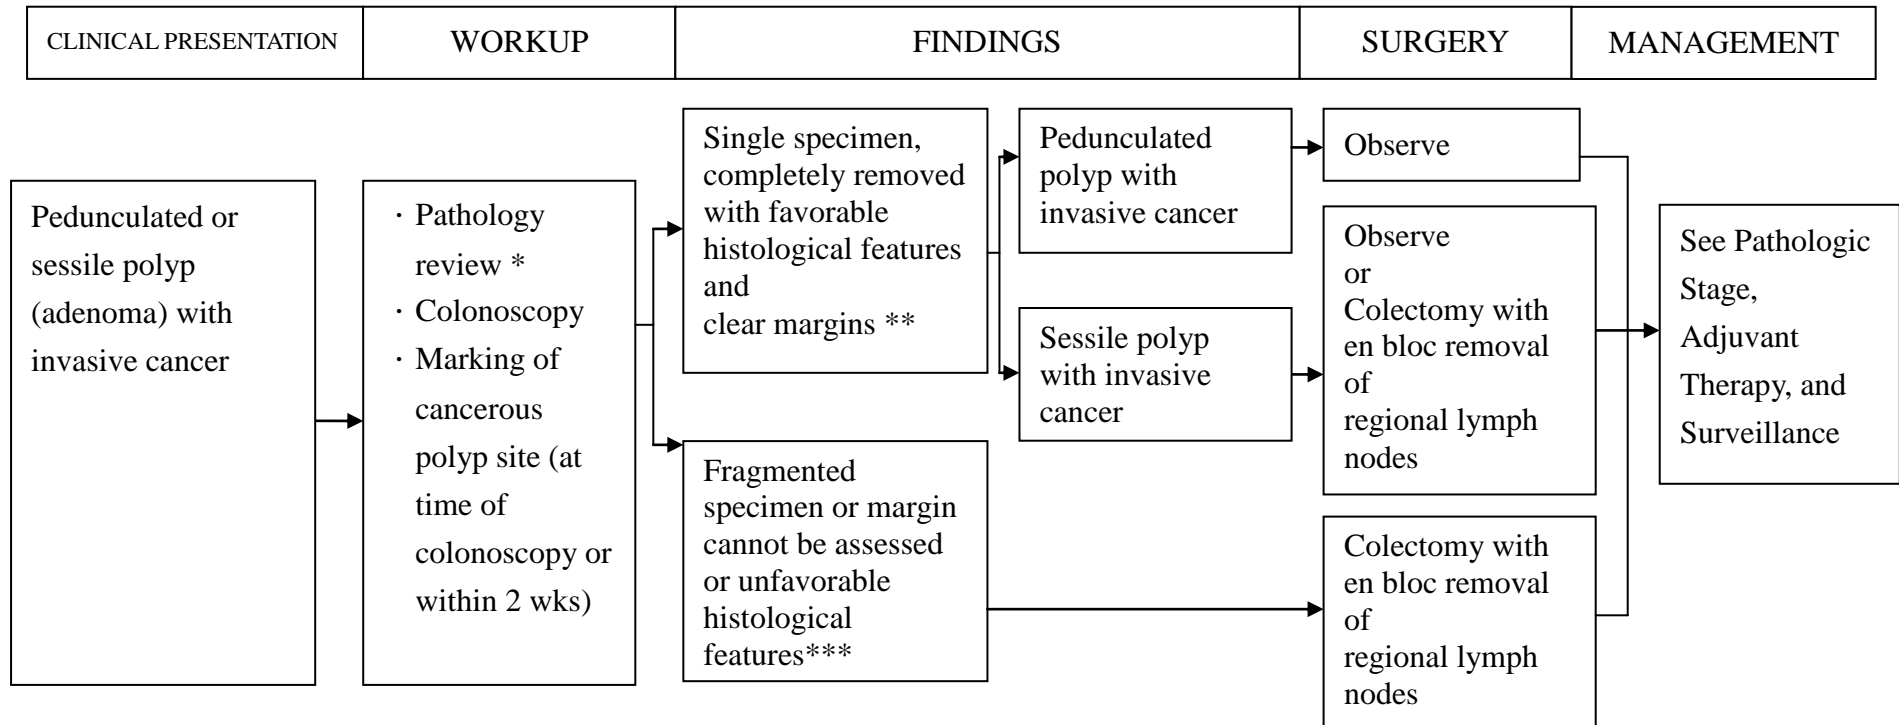 CLINICAL PRESENTATION
WORKUP
FINDINGS
SURGERY
MANAGEMENT
Pedunculated or
sessile polyp
(adenoma) with
invasive cancer
· Pathology
review *
· Colonoscopy
· Marking of
cancerous
polyp site (at
time of
colonoscopy or
within 2 wks)
Single specimen,
completely removed
with favorable
histological features
and
clear margins **
Fragmented
specimen or margin
cannot be assessed
or unfavorable
histological
features***
Pedunculated
polyp with
invasive cancer
Sessile polyp
with invasive
cancer
Observe
Observe
or
Colectomy with
en bloc removal
of
regional lymph
nodes
Colectomy with
en bloc removal
of
regional lymph
nodes
See Pathologic
Stage,
Adjuvant
Therapy, and
Surveillance